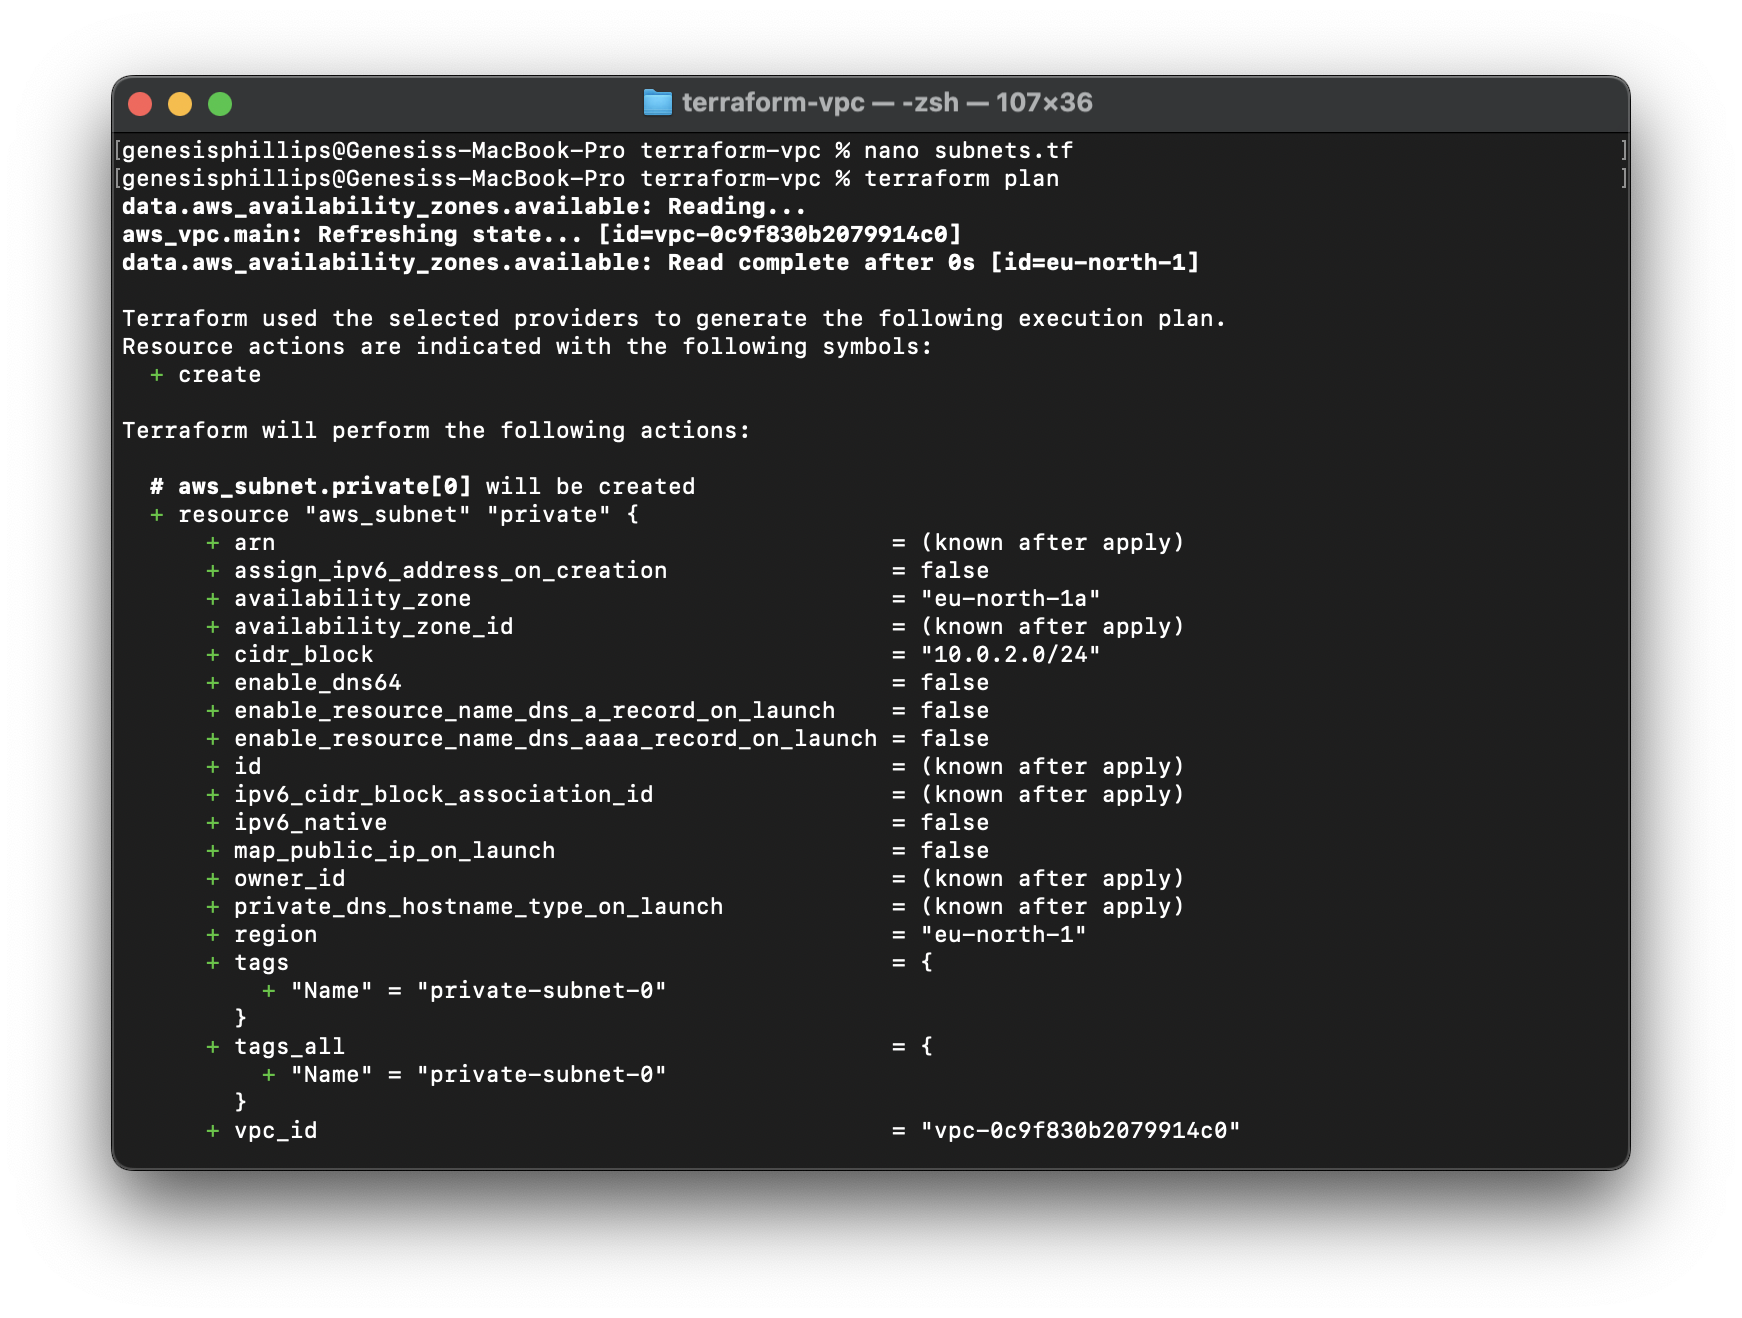 terraform-vpc — -zsh — 107×36
[genesisphillips@Genesiss-MacBook-Pro terraform-vpc % nano subnets.tf ]
[genesisphillips@Genesiss-MacBook-Pro terraform-vpc % terraform plan ]
data.aws_availability_zones.available: Reading...
aws_vpc.main: Refreshing state... [id=vpc-0c9f830b2079914c0]
data.aws_availability_zones.available: Read complete after 0s [id=eu-north-1]
Terraform used the selected providers to generate the following execution plan.
Resource actions are indicated with the following symbols:
  + create
Terraform will perform the following actions:
  # aws_subnet.private[0] will be created
  + resource "aws_subnet" "private" {
      + arn                                            = (known after apply)
      + assign_ipv6_address_on_creation                = false
      + availability_zone                              = "eu-north-1a"
      + availability_zone_id                           = (known after apply)
      + cidr_block                                     = "10.0.2.0/24"
      + enable_dns64                                   = false
      + enable_resource_name_dns_a_record_on_launch    = false
      + enable_resource_name_dns_aaaa_record_on_launch = false
      + id                                             = (known after apply)
      + ipv6_cidr_block_association_id                 = (known after apply)
      + ipv6_native                                    = false
      + map_public_ip_on_launch                        = false
      + owner_id                                       = (known after apply)
      + private_dns_hostname_type_on_launch            = (known after apply)
      + region                                         = "eu-north-1"
      + tags                                           = {
          + "Name" = "private-subnet-0"
        }
      + tags_all                                       = {
          + "Name" = "private-subnet-0"
        }
      + vpc_id                                         = "vpc-0c9f830b2079914c0"